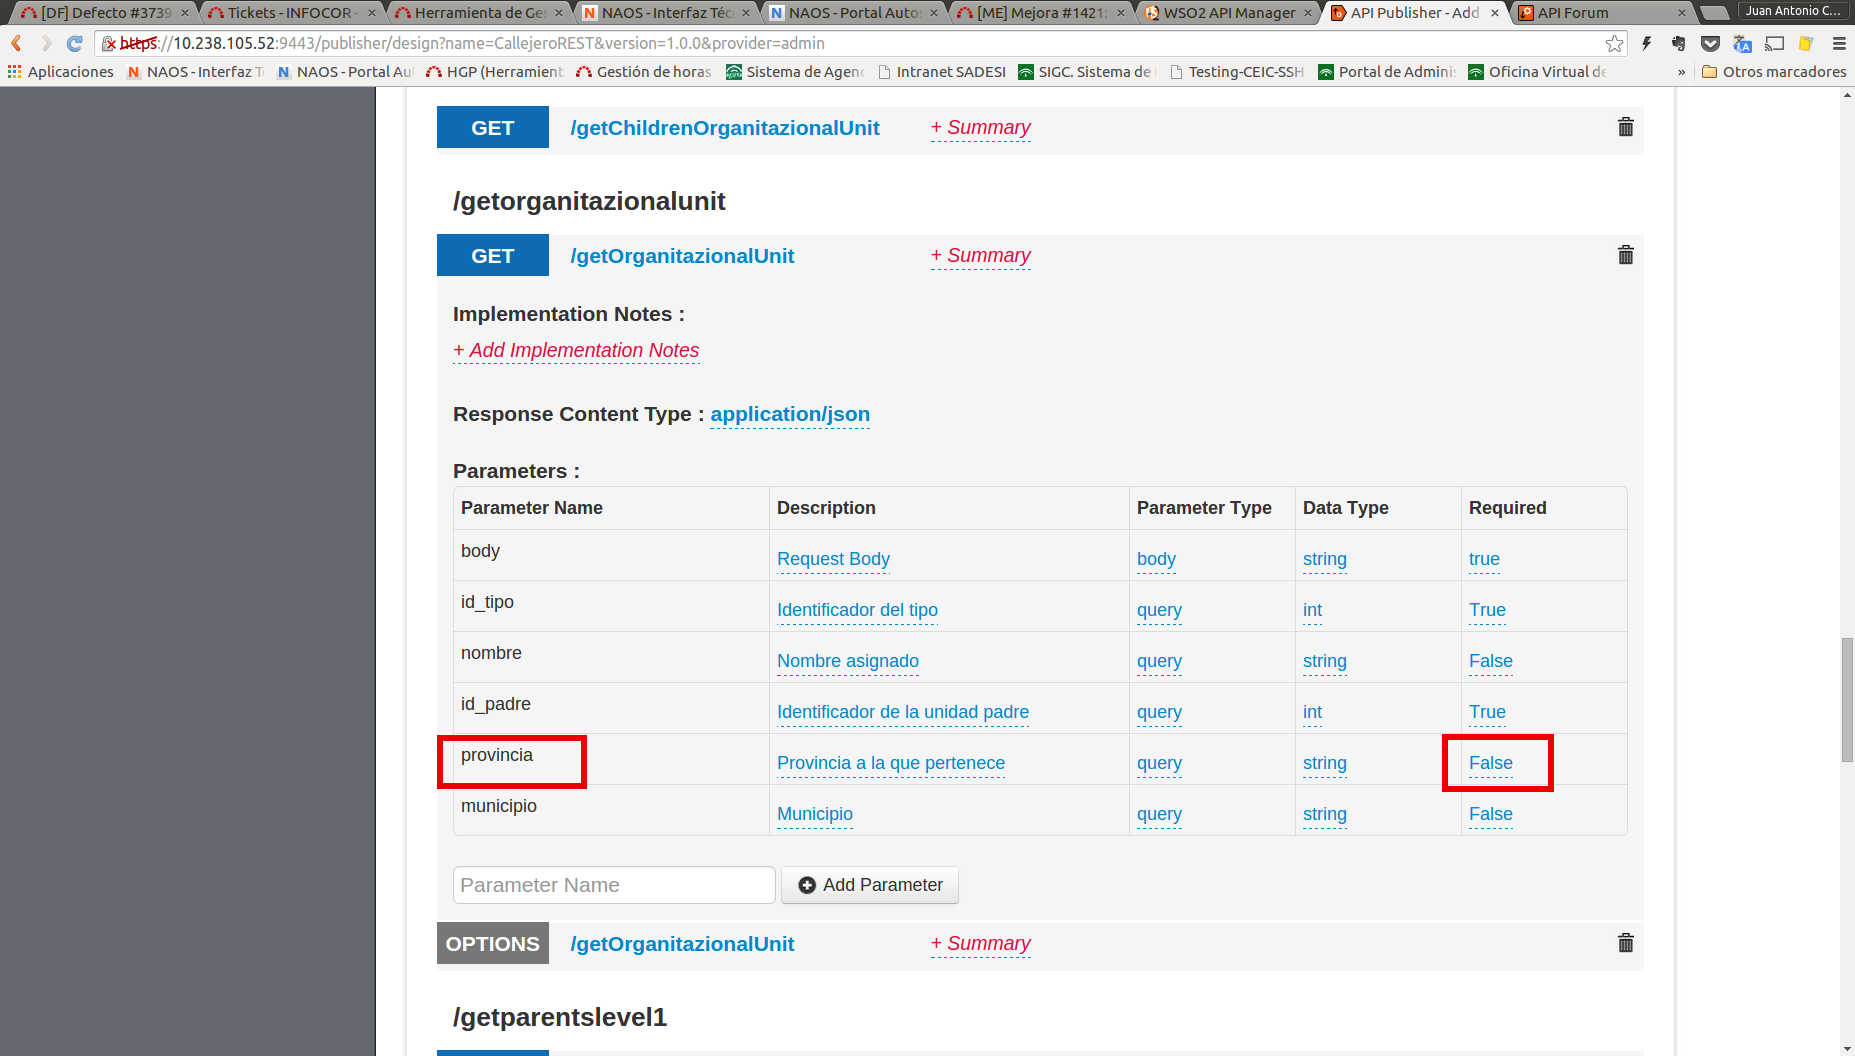 [DF] Defecto #3739
Tickets - INFOCOR -
Herramienta de Ges
NAOS - Interfaz Téc
NAOS - Portal Autos
[ME] Mejora #1421:
WSO2 API Manager
API Publisher - Add
API Forum
Juan Antonio C...
https://10.238.105.52:9443/publisher/design?name=CallejeroREST&version=1.0.0&provider=admin
Aplicaciones
NAOS - Interfaz T
NAOS - Portal Au
HGP (Herramient
Gestión de horas
Sistema de Agen
Intranet SADESI
SIGC. Sistema de
Testing-CEIC-SSH
Portal de Adminis
Oficina Virtual de
»
Otros marcadores
GET /getChildrenOrganitazionalUnit + Summary
/getorganitazionalunit
GET /getOrganitazionalUnit + Summary
Implementation Notes :
+ Add Implementation Notes
Response Content Type : application/json
Parameters :
Parameter Name Description Parameter Type Data Type Required
body Request Body body string true
id_tipo Identificador del tipo query int True
nombre Nombre asignado query string False
id_padre Identificador de la unidad padre query int True
provincia Provincia a la que pertenece query string False
municipio Municipio query string False
Parameter Name Add Parameter
OPTIONS /getOrganitazionalUnit + Summary
/getparentslevel1